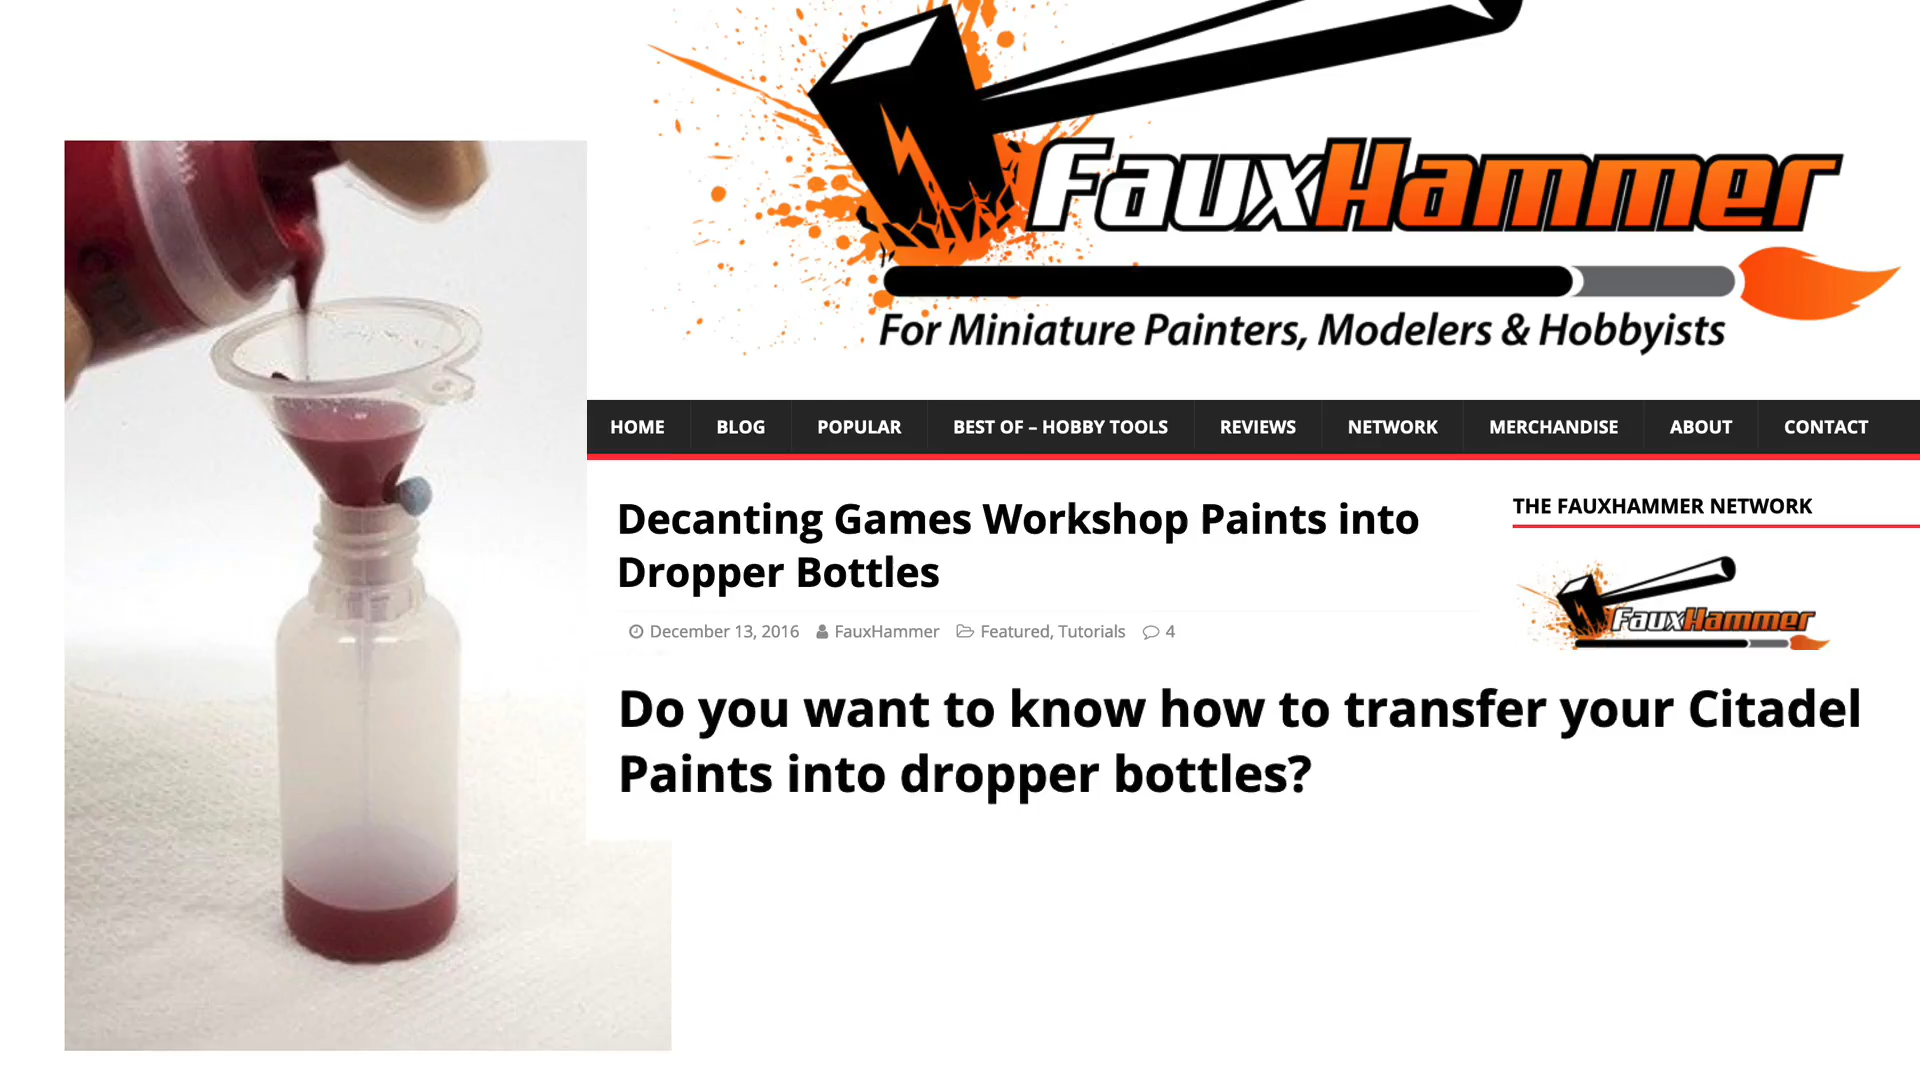 FauxHammer
For Miniature Painters, Modelers & Hobbyists
HOME BLOG POPULAR BEST OF – HOBBY TOOLS REVIEWS NETWORK MERCHANDISE ABOUT CONTACT
Decanting Games Workshop Paints into
Dropper Bottles
December 13, 2016 FauxHammer Featured, Tutorials 4
THE FAUXHAMMER NETWORK
FauxHammer
Do you want to know how to transfer your Citadel
Paints into dropper bottles?